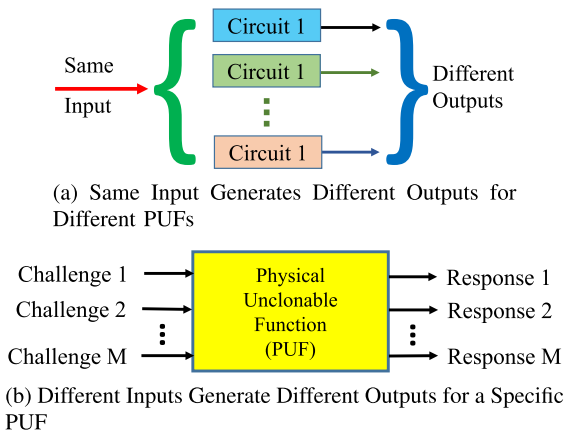 Same
Input
Circuit 1
Circuit 1
Circuit 1
Different
Outputs
(a) Same Input Generates Different Outputs for
Different PUFs
Challenge 1
Challenge 2
Challenge M
Physical
Unclonable
Function
(PUF)
Response 1
Response 2
Response M
(b) Different Inputs Generate Different Outputs for a Specific
PUF